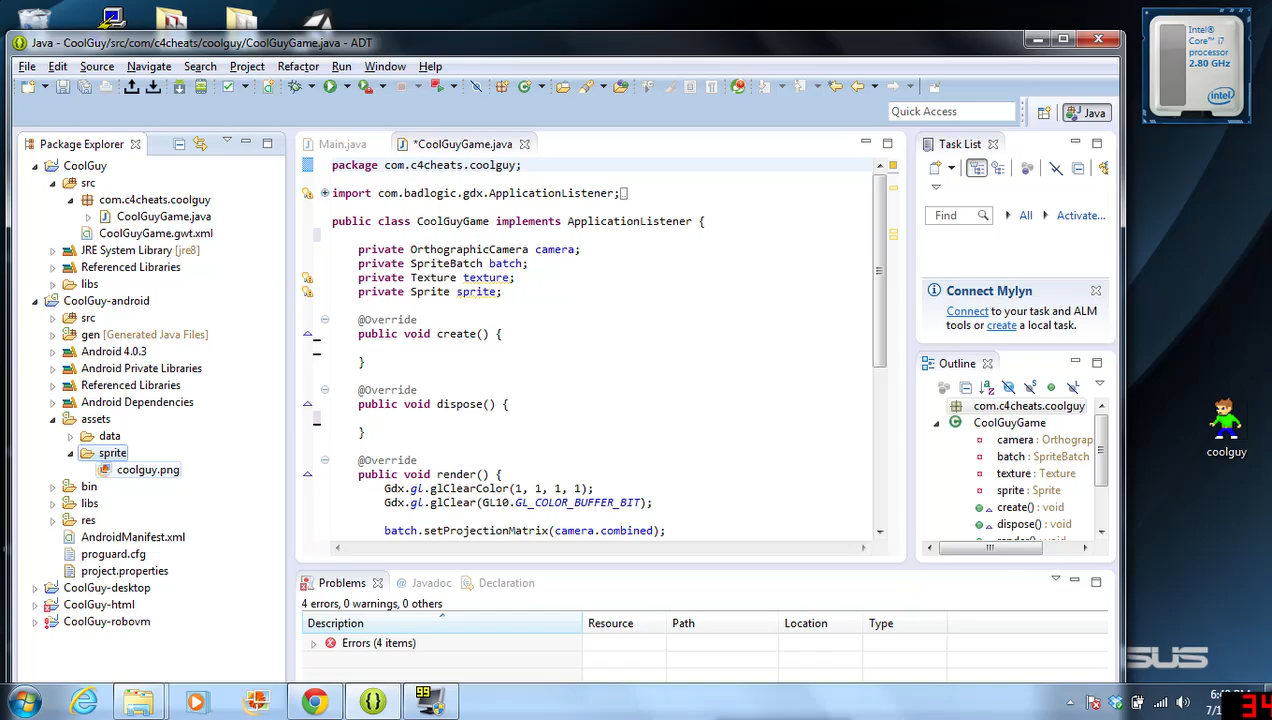 Java - CoolGuy/src/com/c4cheats/coolguy/CoolGuyGame.java - ADT
File Edit Source Refactor Navigate Search Project Run Window Help
Quick Access
Java
Package Explorer
CoolGuy
src
com.c4cheats.coolguy
CoolGuyGame.java
CoolGuyGame.gwt.xml
JRE System Library [jre8]
Referenced Libraries
libs
CoolGuy-android
src
gen [Generated Java Files]
Android 4.0.3
Android Private Libraries
Referenced Libraries
Android Dependencies
assets
data
sprite
coolguy.png
bin
libs
res
AndroidManifest.xml
proguard.cfg
project.properties
CoolGuy-desktop
CoolGuy-html
CoolGuy-robovm
Main.java
*CoolGuyGame.java
package com.c4cheats.coolguy;
import com.badlogic.gdx.ApplicationListener;
public class CoolGuyGame implements ApplicationListener {
private OrthographicCamera camera;
private SpriteBatch batch;
private Texture texture;
private Sprite sprite;
@Override
public void create() {
}
@Override
public void dispose() {
}
@Override
public void render() {
Gdx.gl.glClearColor(1, 1, 1, 1);
Gdx.gl.glClear(GL10.GL_COLOR_BUFFER_BIT);
batch.setProjectionMatrix(camera.combined);
Problems
Javadoc
Declaration
4 errors, 0 warnings, 0 others
Description Resource Path Location Type
Errors (4 items)
Task List
Find
All
Activate...
Connect Mylyn
Connect to your task and ALM
tools or create a local task.
Outline
com.c4cheats.coolguy
CoolGuyGame
camera : Orthograp
batch : SpriteBatch
texture : Texture
sprite : Sprite
create() : void
dispose() : void
Intel®
Core™ i7
processor
2.80 GHz
intel
coolguy
SUS
99
34